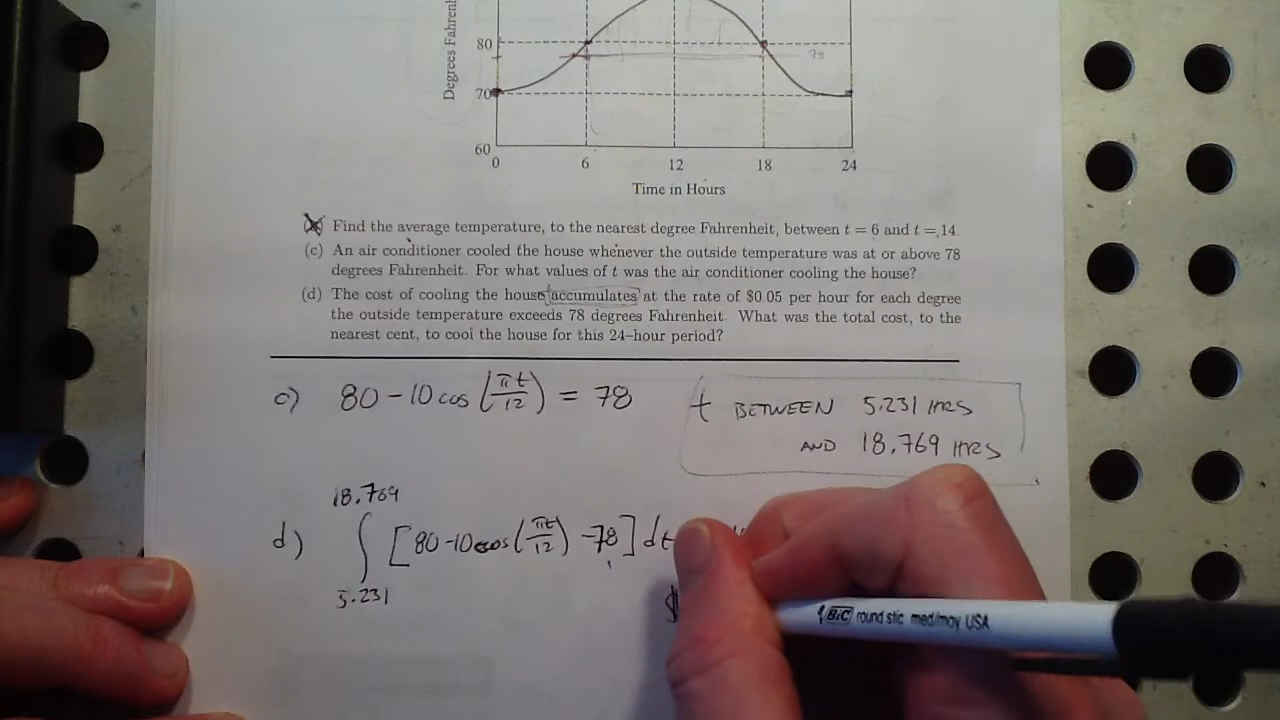 Degrees Fahrenh
80
78
70
60
0 6 12 18 24
Time in Hours
Find the average temperature, to the nearest degree Fahrenheit, between t = 6 and t = 14.
(c) An air conditioner cooled the house whenever the outside temperature was at or above 78
degrees Fahrenheit. For what values of t was the air conditioner cooling the house?
(d) The cost of cooling the house accumulates at the rate of $0.05 per hour for each degree
the outside temperature exceeds 78 degrees Fahrenheit. What was the total cost, to the
nearest cent, to cool the house for this 24–hour period?
c) 80 - 10 cos (πt/12) = 78
t BETWEEN 5.231 HRS
AND 18.769 HRS
18.769
d) ∫ [80-10cos(πt/12) -78] dt
5.231
$
BIC round stic med/moy USA